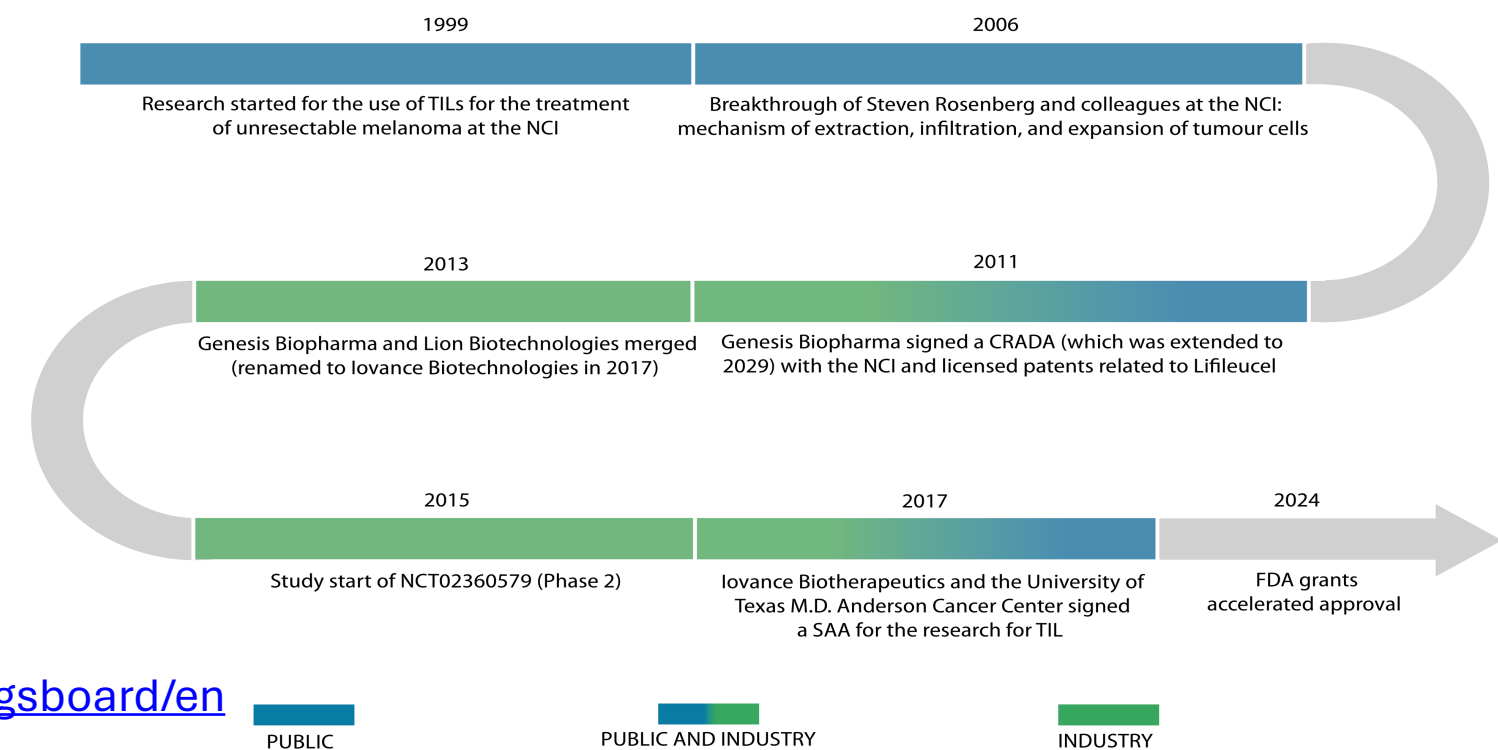 1999
Research started for the use of TILs for the treatment
of unresectable melanoma at the NCI
2006
Breakthrough of Steven Rosenberg and colleagues at the NCI:
mechanism of extraction, infiltration, and expansion of tumour cells
2011
Genesis Biopharma signed a CRADA (which was extended to
2029) with the NCI and licensed patents related to Lifileucel
2013
Genesis Biopharma and Lion Biotechnologies merged
(renamed to Iovance Biotechnologies in 2017)
2015
Study start of NCT02360579 (Phase 2)
2017
Iovance Biotherapeutics and the University of
Texas M.D. Anderson Cancer Center signed
a SAA for the research for TIL
2024
FDA grants
accelerated approval
gsboard/en
PUBLIC
PUBLIC AND INDUSTRY
INDUSTRY